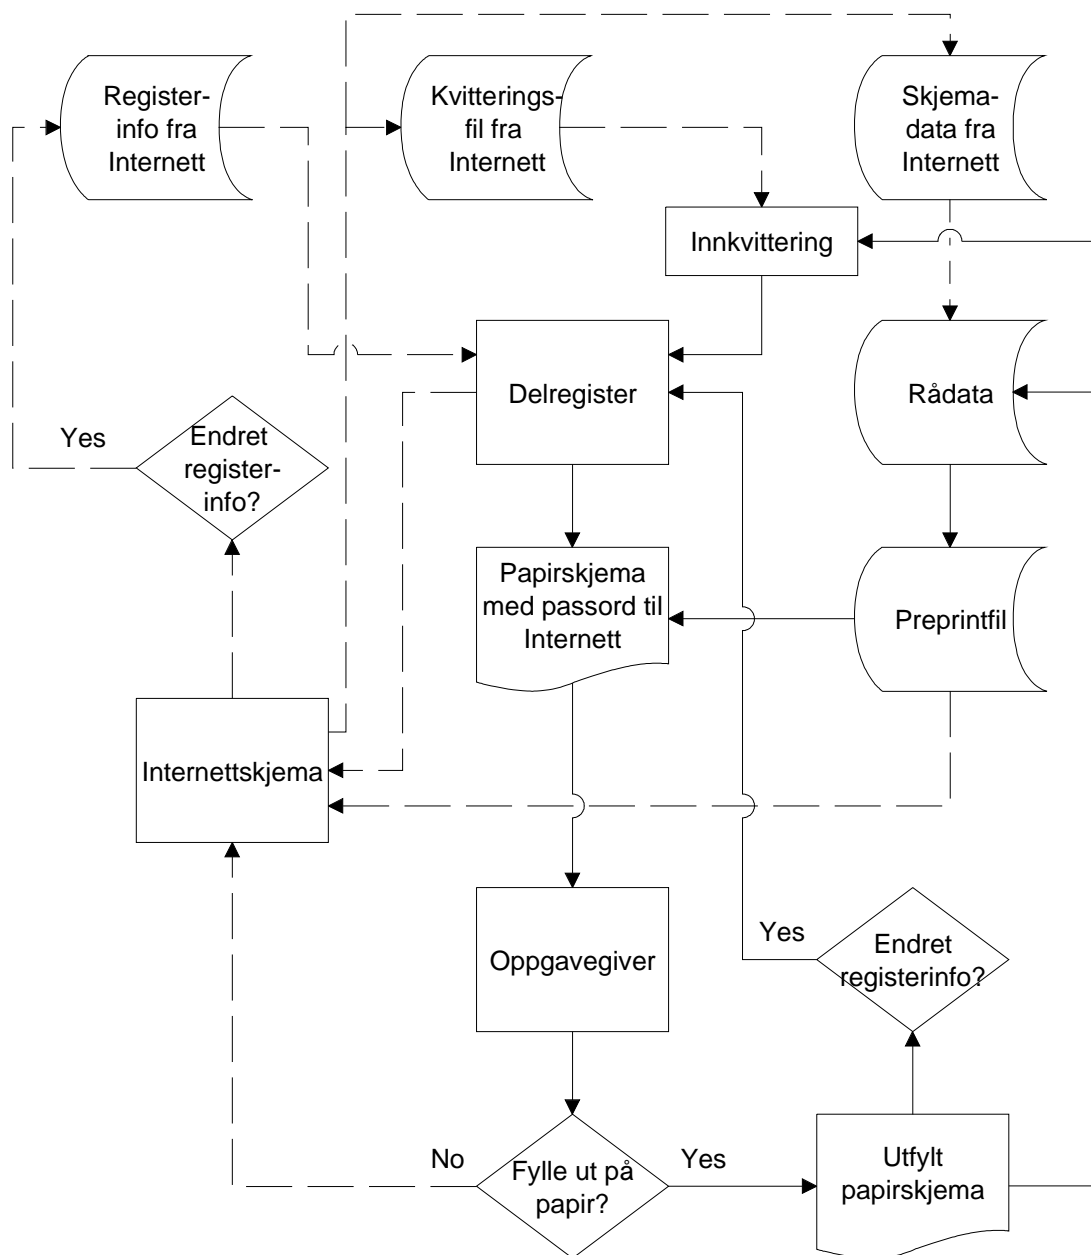 Register-
info fra
Internett
Kvitterings-
fil fra
Internett
Skjema-
data fra
Internett
Innkvittering
Delregister
Rådata
Yes
Endret
register-
info?
Papirskjema
med passord til
Internett
Preprintfil
Internettskjema
Oppgavegiver
Yes
Endret
registerinfo?
No
Fylle ut på
papir?
Yes
Utfylt
papirskjema